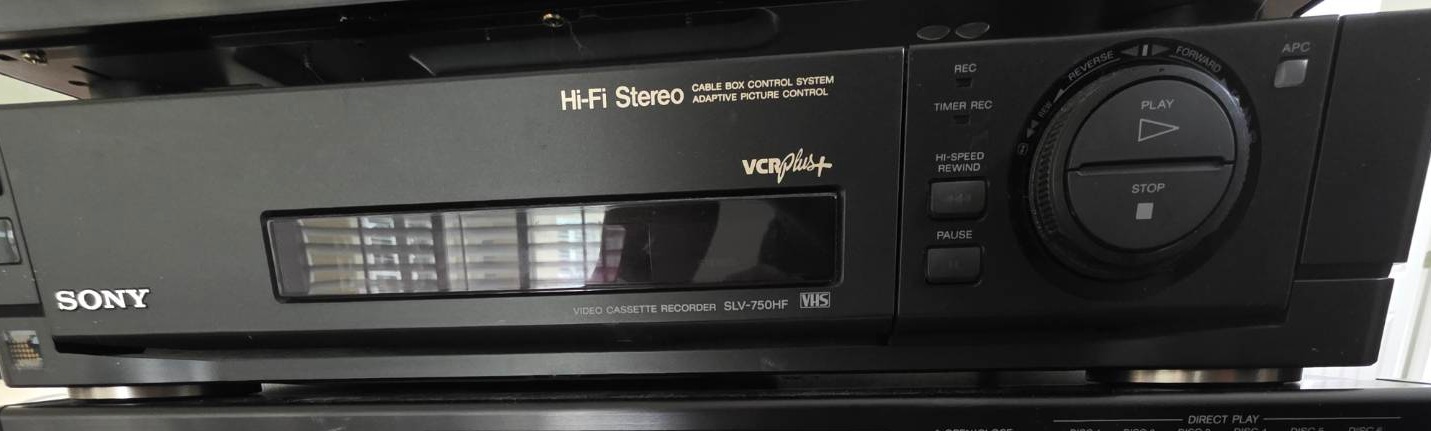 Hi-Fi Stereo
CABLE BOX CONTROL SYSTEM
ADAPTIVE PICTURE CONTROL
VCRplus+
SONY
VIDEO CASSETTE RECORDER SLV-750HF VHS
REC
TIMER REC
HI-SPEED
REWIND
PAUSE
REW
REVERSE
FORWARD
PLAY
STOP
APC
DIRECT PLAY